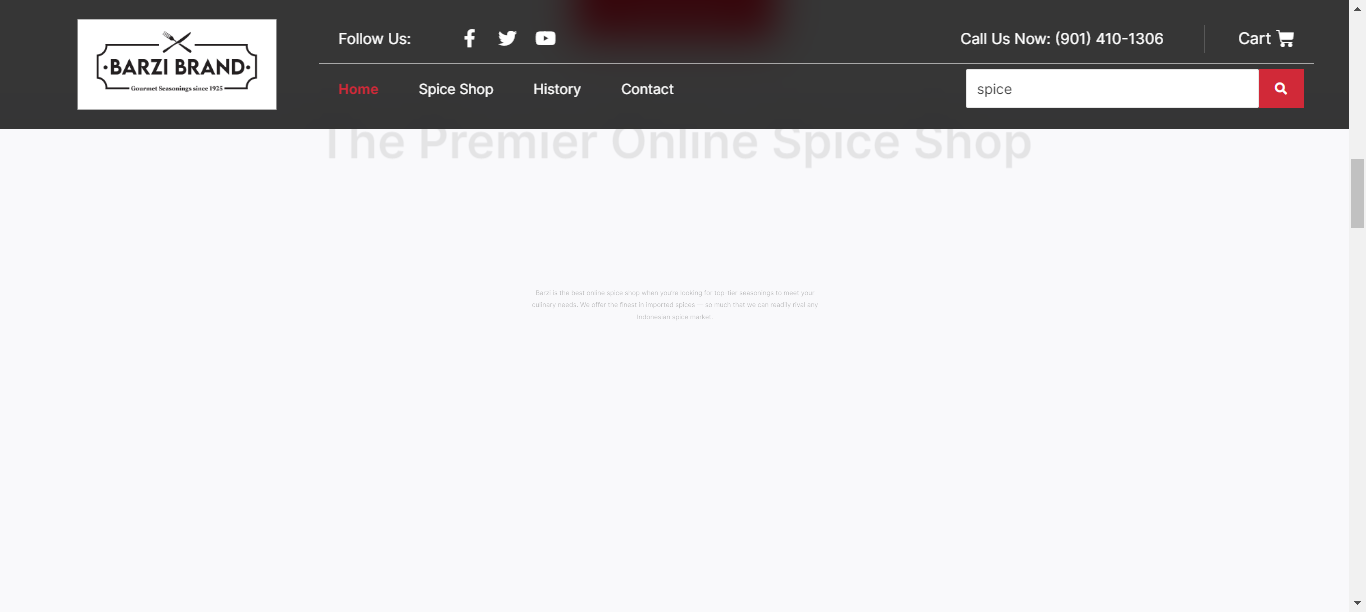 BARZI BRAND
Gourmet Seasonings since 1925
Follow Us:
Call Us Now: (901) 410-1306
Cart
Home
Spice Shop
History
Contact
spice
The Premier Online Spice Shop
Barzi is the best online spice shop when you're looking for top-tier seasonings to meet your
culinary needs. We offer the finest in imported spices — so much that we can readily rival any
Indonesian spice market.